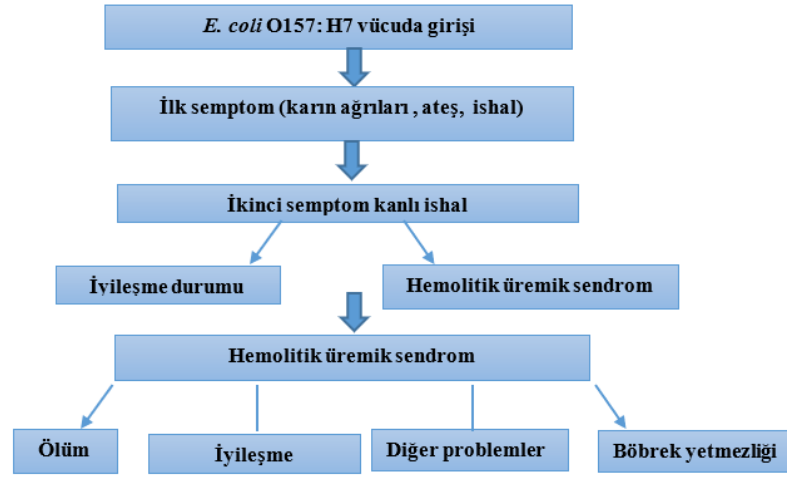 E. coli O157: H7 vücuda girişi
İlk semptom (karın ağrıları , ateş, ishal)
İkinci semptom kanlı ishal
İyileşme durumu
Hemolitik üremik sendrom
Hemolitik üremik sendrom
Ölüm
İyileşme
Diğer problemler
Böbrek yetmezliği